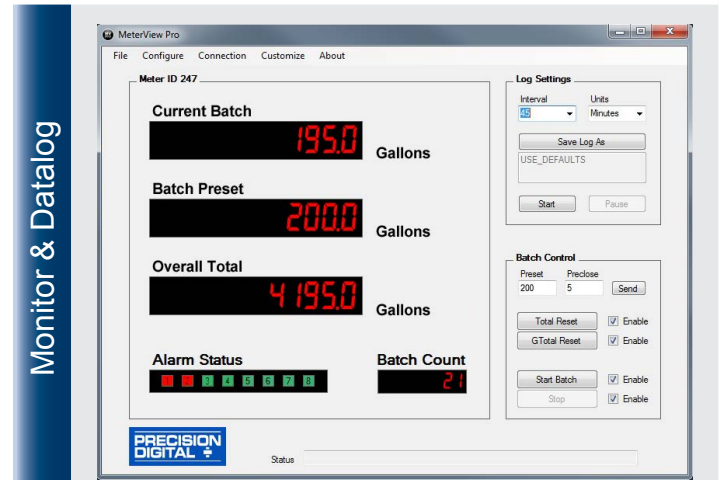 Monitor & Datalog
MeterView Pro
File Configure Connection Customize About
Meter ID 247
Current Batch
195.0 Gallons
Batch Preset
200.0 Gallons
Overall Total
4195.0 Gallons
Alarm Status
1 2 3 4 5 6 7 8
Batch Count
21
Log Settings
Interval Units
45 Minutes
Save Log As
USE_DEFAULTS
Start Pause
Batch Control
Preset Preclose
200 5 Send
Total Reset Enable
GTotal Reset Enable
Start Batch Enable
Stop Enable
PRECISION
DIGITAL
Status